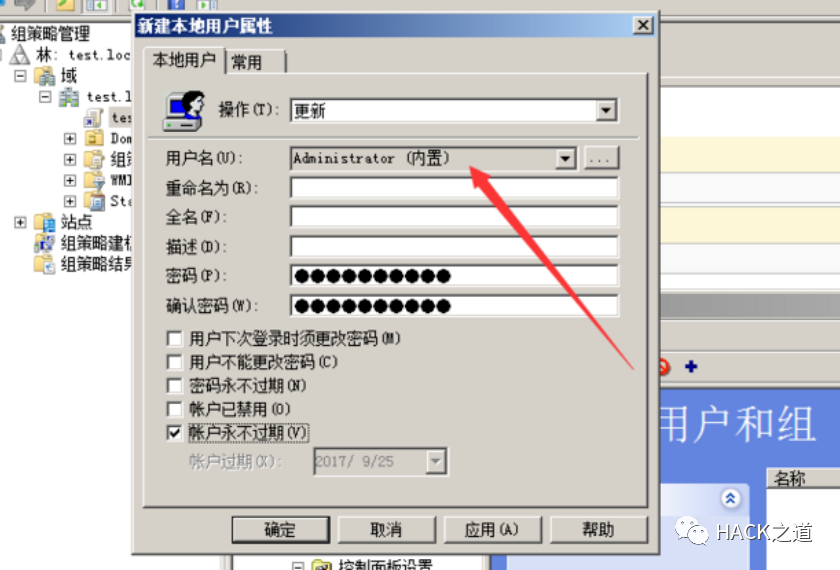 新建本地用户属性
组策略管理
林: test.loc
域
test.l
tes
Dom
组策
WMI
Sta
站点
组策略建模
组策略结果
本地用户
常用
操作(T):
更新
用户名(U):
Administrator (内置)
...
重命名为(R):
全名(F):
描述(D):
密码(P):
●●●●●●●●●●
确认密码(W):
●●●●●●●●●●
用户下次登录时须更改密码(M)
用户不能更改密码(C)
密码永不过期(N)
帐户已禁用(O)
帐户永不过期(V)
帐户过期(X):
2017/ 9/25
确定
取消
应用(A)
帮助
用户和组
名称
控制面板设置
HACK之道